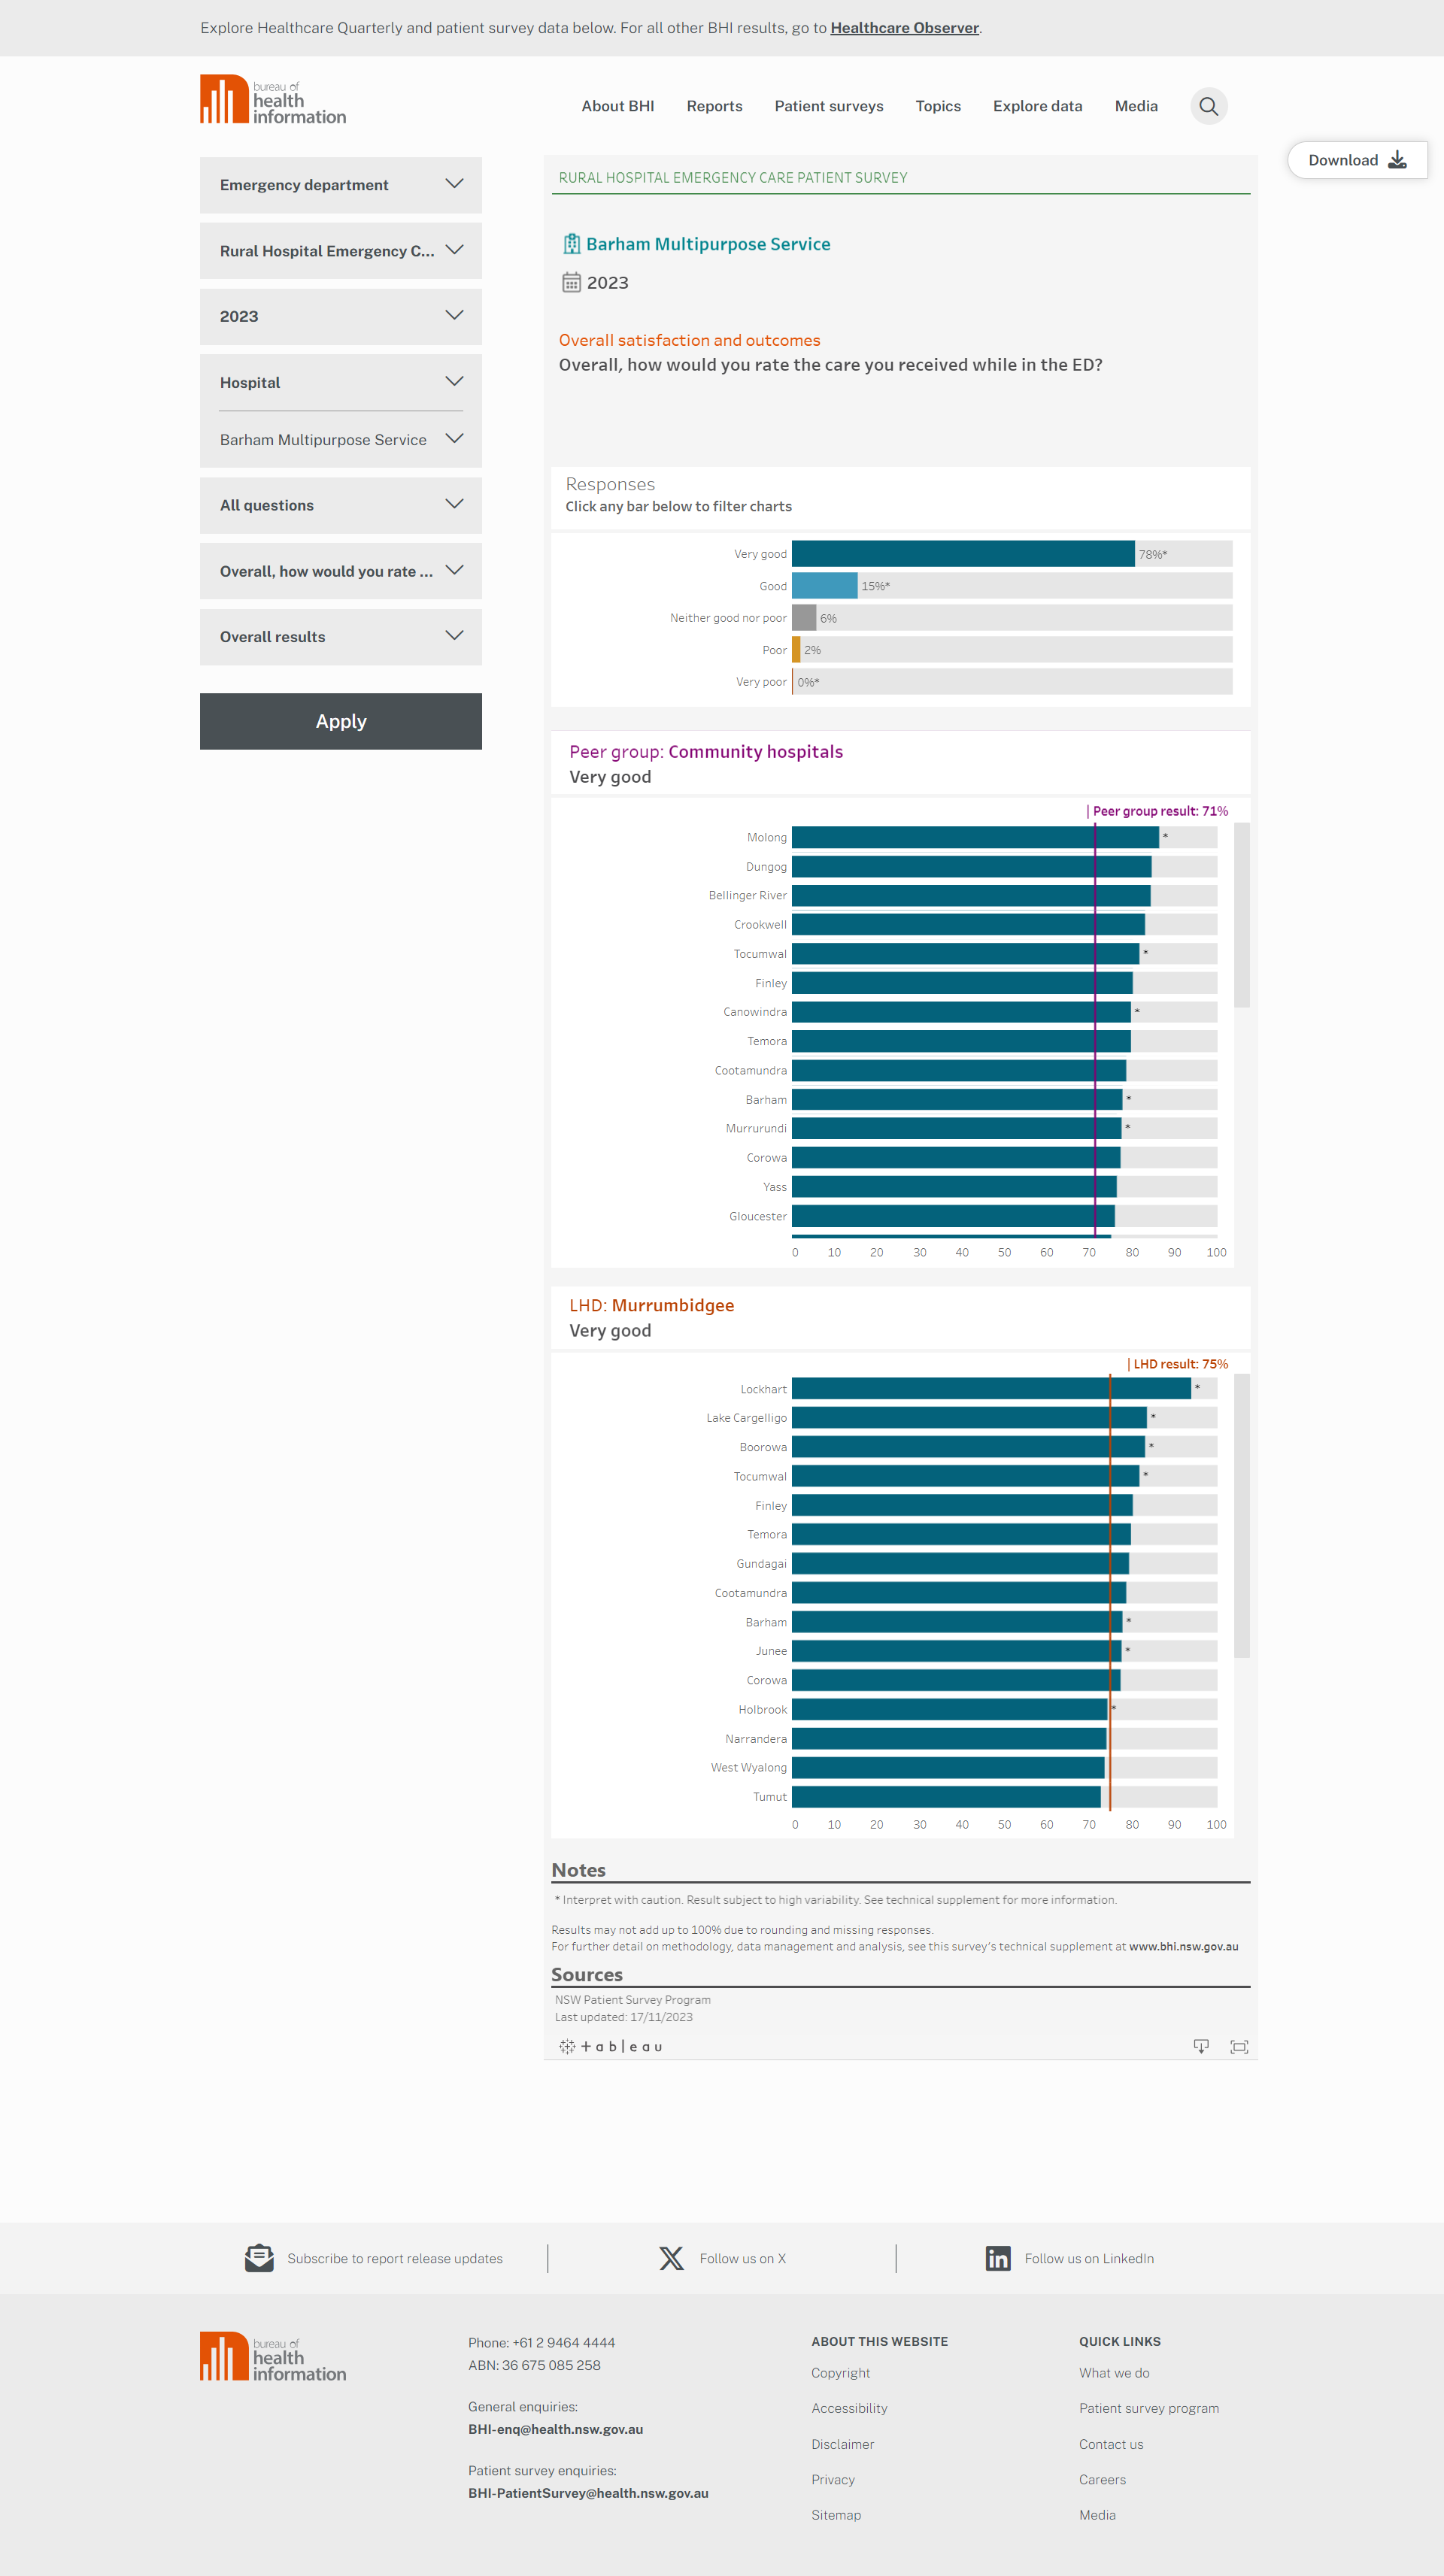 Explore Healthcare Quarterly and patient survey data below. For all other BHI results, go to Healthcare Observer.
bureau of
health
information
About BHI
Reports
Patient surveys
Topics
Explore data
Media
Download
Emergency department
Rural Hospital Emergency C...
2023
Hospital
Barham Multipurpose Service
All questions
Overall, how would you rate ...
Overall results
Apply
RURAL HOSPITAL EMERGENCY CARE PATIENT SURVEY
Barham Multipurpose Service
2023
Overall satisfaction and outcomes
Overall, how would you rate the care you received while in the ED?
Responses
Click any bar below to filter charts
Very good 78%*
Good 15%*
Neither good nor poor 6%
Poor 2%
Very poor 0%*
Peer group: Community hospitals
Very good
| Peer group result: 71%
Molong *
Dungog
Bellinger River
Crookwell
Tocumwal *
Finley
Canowindra *
Temora
Cootamundra
Barham *
Murrurundi *
Corowa
Yass
Gloucester
0 10 20 30 40 50 60 70 80 90 100
LHD: Murrumbidgee
Very good
| LHD result: 75%
Lockhart *
Lake Cargelligo *
Boorowa *
Tocumwal *
Finley
Temora
Gundagai
Cootamundra
Barham *
Junee *
Corowa
Holbrook *
Narrandera
West Wyalong
Tumut
0 10 20 30 40 50 60 70 80 90 100
Notes
* Interpret with caution. Result subject to high variability. See technical supplement for more information.
Results may not add up to 100% due to rounding and missing responses.
For further detail on methodology, data management and analysis, see this survey's technical supplement at www.bhi.nsw.gov.au
Sources
NSW Patient Survey Program
Last updated: 17/11/2023
+ableau
Subscribe to report release updates
Follow us on X
Follow us on LinkedIn
bureau of
health
information
Phone: +61 2 9464 4444
ABN: 36 675 085 258
General enquiries:
BHI-enq@health.nsw.gov.au
Patient survey enquiries:
BHI-PatientSurvey@health.nsw.gov.au
ABOUT THIS WEBSITE
Copyright
Accessibility
Disclaimer
Privacy
Sitemap
QUICK LINKS
What we do
Patient survey program
Contact us
Careers
Media